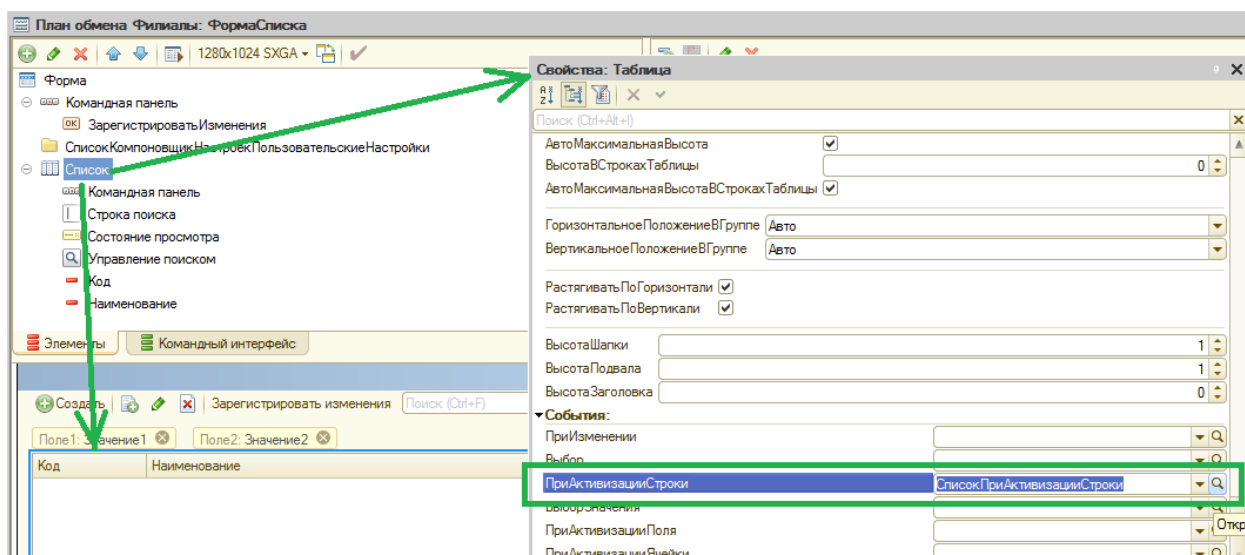 План обмена Филиалы: ФормаСписка
1280x1024 SXGA
Форма
Командная панель
OK ЗарегистрироватьИзменения
СписокКомпоновщикНастроекПользовательскиеНастройки
Список
Командная панель
Строка поиска
Состояние просмотра
Управление поиском
Код
Наименование
Элементы
Командный интерфейс
Создать
Зарегистрировать изменения
Поиск (Ctrl+F)
Поле1: Значение1
Поле2: Значение2
Код
Наименование
Свойства: Таблица
Поиск (Ctrl+Alt+I)
АвтоМаксимальнаяВысота
ВысотаВСтрокахТаблицы 0
АвтоМаксимальнаяВысотаВСтрокахТаблицы
ГоризонтальноеПоложениеВГруппе Авто
ВертикальноеПоложениеВГруппе Авто
РастягиватьПоГоризонтали
РастягиватьПоВертикали
ВысотаШапки 1
ВысотаПодвала 1
ВысотаЗаголовка 0
События:
ПриИзменении
Выбор
ПриАктивизацииСтроки СписокПриАктивизацииСтроки
ВыборЗначения
Откр
ПриАктивизацииПоля
ПриАктивизацииЯчейки